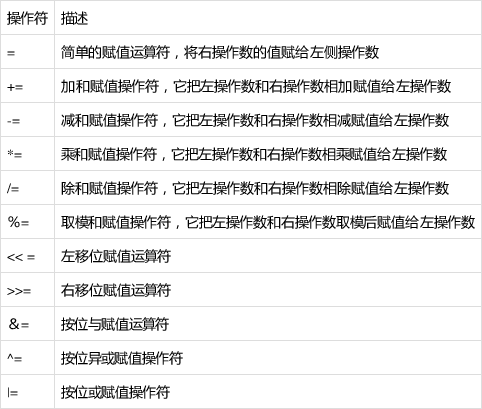 操作符 描述
= 简单的赋值运算符，将右操作数的值赋给左侧操作数
+= 加和赋值操作符，它把左操作数和右操作数相加赋值给左操作数
-= 减和赋值操作符，它把左操作数和右操作数相减赋值给左操作数
*= 乘和赋值操作符，它把左操作数和右操作数相乘赋值给左操作数
/= 除和赋值操作符，它把左操作数和右操作数相除赋值给左操作数
%= 取模和赋值操作符，它把左操作数和右操作数取模后赋值给左操作数
<< = 左移位赋值运算符
>>= 右移位赋值运算符
&= 按位与赋值运算符
^= 按位异或赋值操作符
|= 按位或赋值操作符